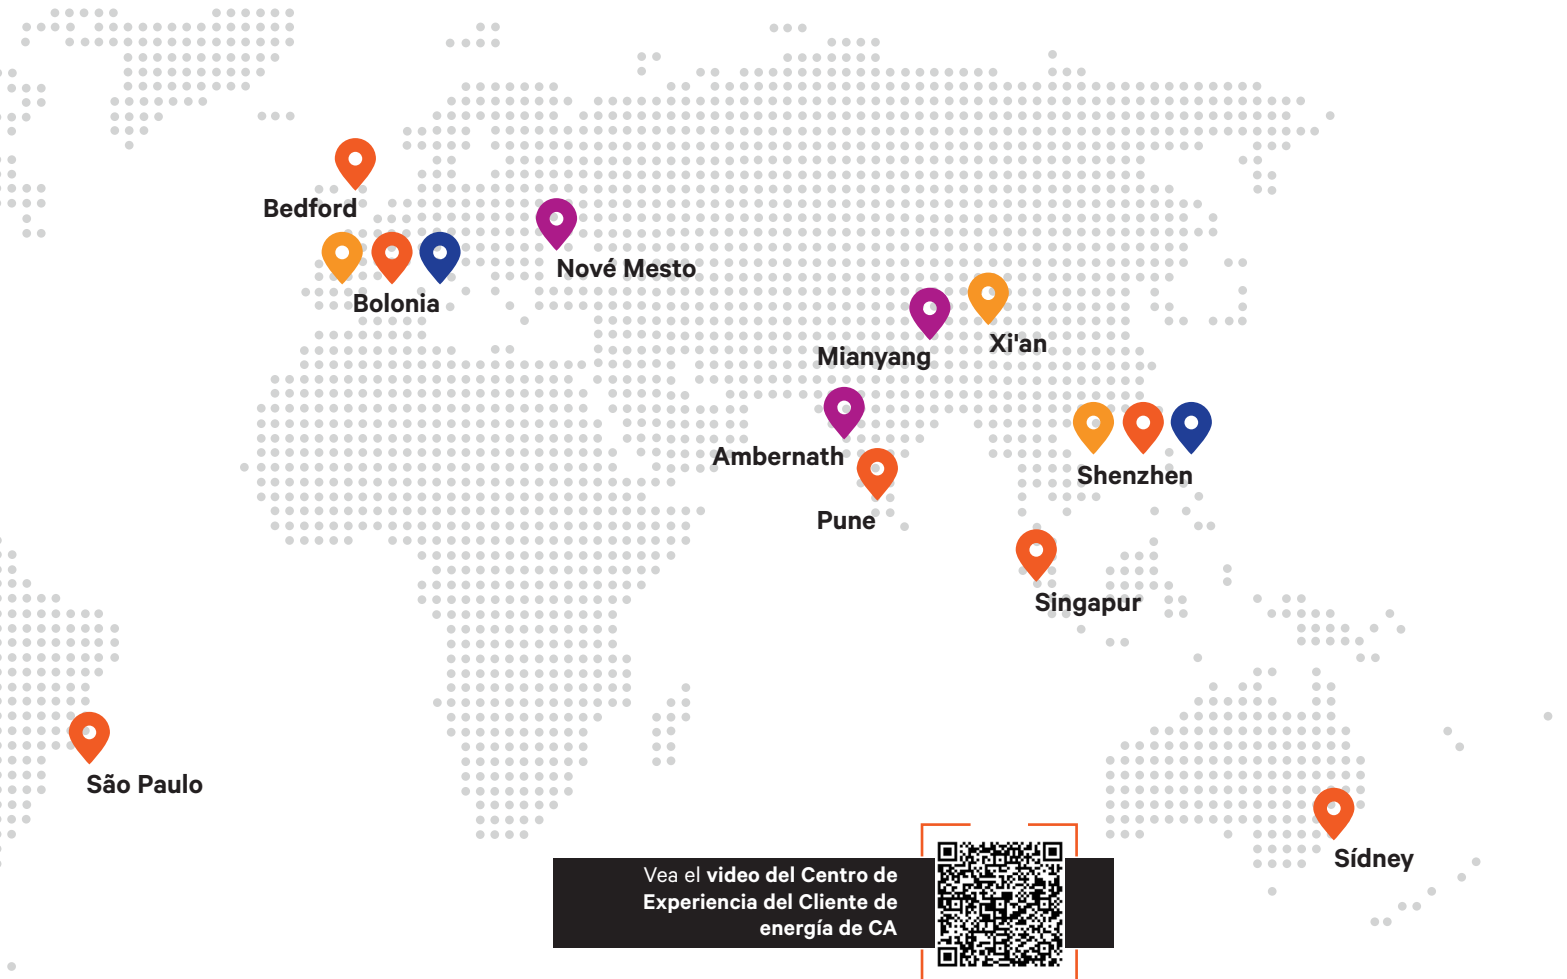 Bedford
Nové Mesto
Bolonia
Xi'an
Mianyang
Ambernath
Shenzhen
Pune
Singapur
São Paulo
Sídney
Vea el video del Centro de
Experiencia del Cliente de
energía de CA